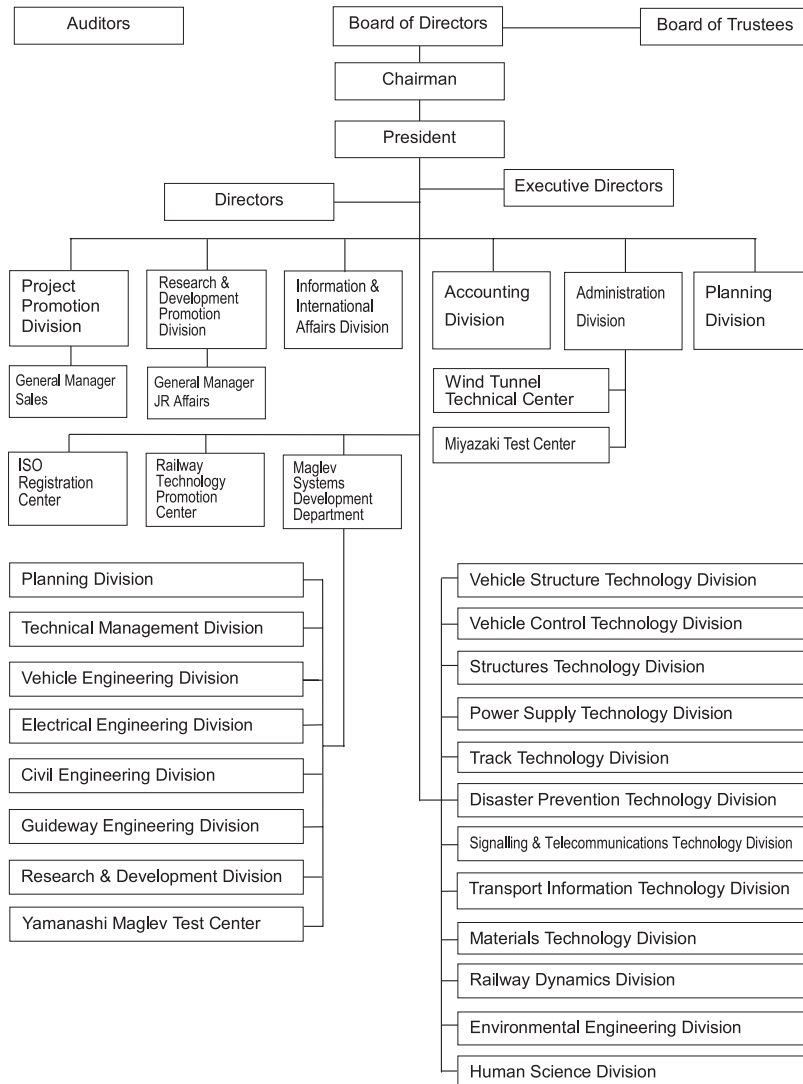 Auditors
Board of Directors
Board of Trustees
Chairman
President
Directors
Executive Directors
Project
Promotion
Division
Research &
Development
Promotion
Division
Information &
International
Affairs Division
Accounting
Division
Administration
Division
Planning
Division
General Manager
Sales
General Manager
JR Affairs
Wind Tunnel
Technical Center
Miyazaki Test Center
ISO
Registration
Center
Railway
Technology
Promotion
Center
Maglev
Systems
Development
Department
Planning Division
Technical Management Division
Vehicle Engineering Division
Electrical Engineering Division
Civil Engineering Division
Guideway Engineering Division
Research & Development Division
Yamanashi Maglev Test Center
Vehicle Structure Technology Division
Vehicle Control Technology Division
Structures Technology Division
Power Supply Technology Division
Track Technology Division
Disaster Prevention Technology Division
Signalling & Telecommunications Technology Division
Transport Information Technology Division
Materials Technology Division
Railway Dynamics Division
Environmental Engineering Division
Human Science Division